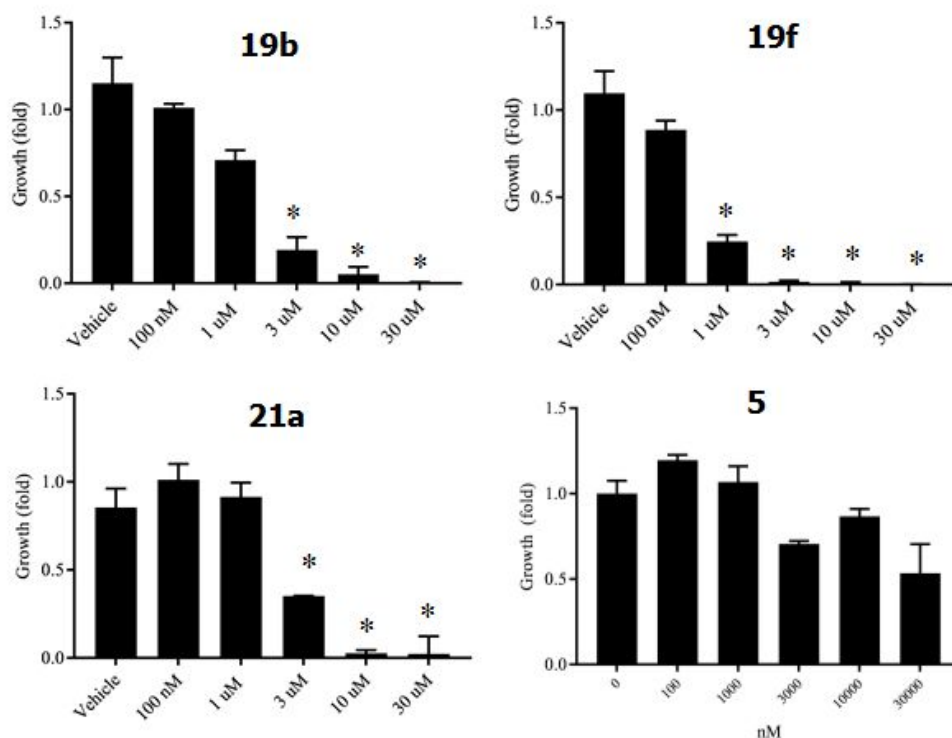 19b
Growth (fold)
1.5
1.0
0.5
0.0
* * *
Vehicle 100 nM 1 uM 3 uM 10 uM 30 uM
19f
Growth (Fold)
1.5
1.0
0.5
0.0
* * * *
Vehicle 100 nM 1 uM 3 uM 10 uM 30 uM
21a
Growth (fold)
1.5
1.0
0.5
0.0
* * *
Vehicle 100 nM 1 uM 3 uM 10 uM 30 uM
5
Growth (fold)
1.5
1.0
0.5
0.0
0 100 1000 3000 10000 30000
nM